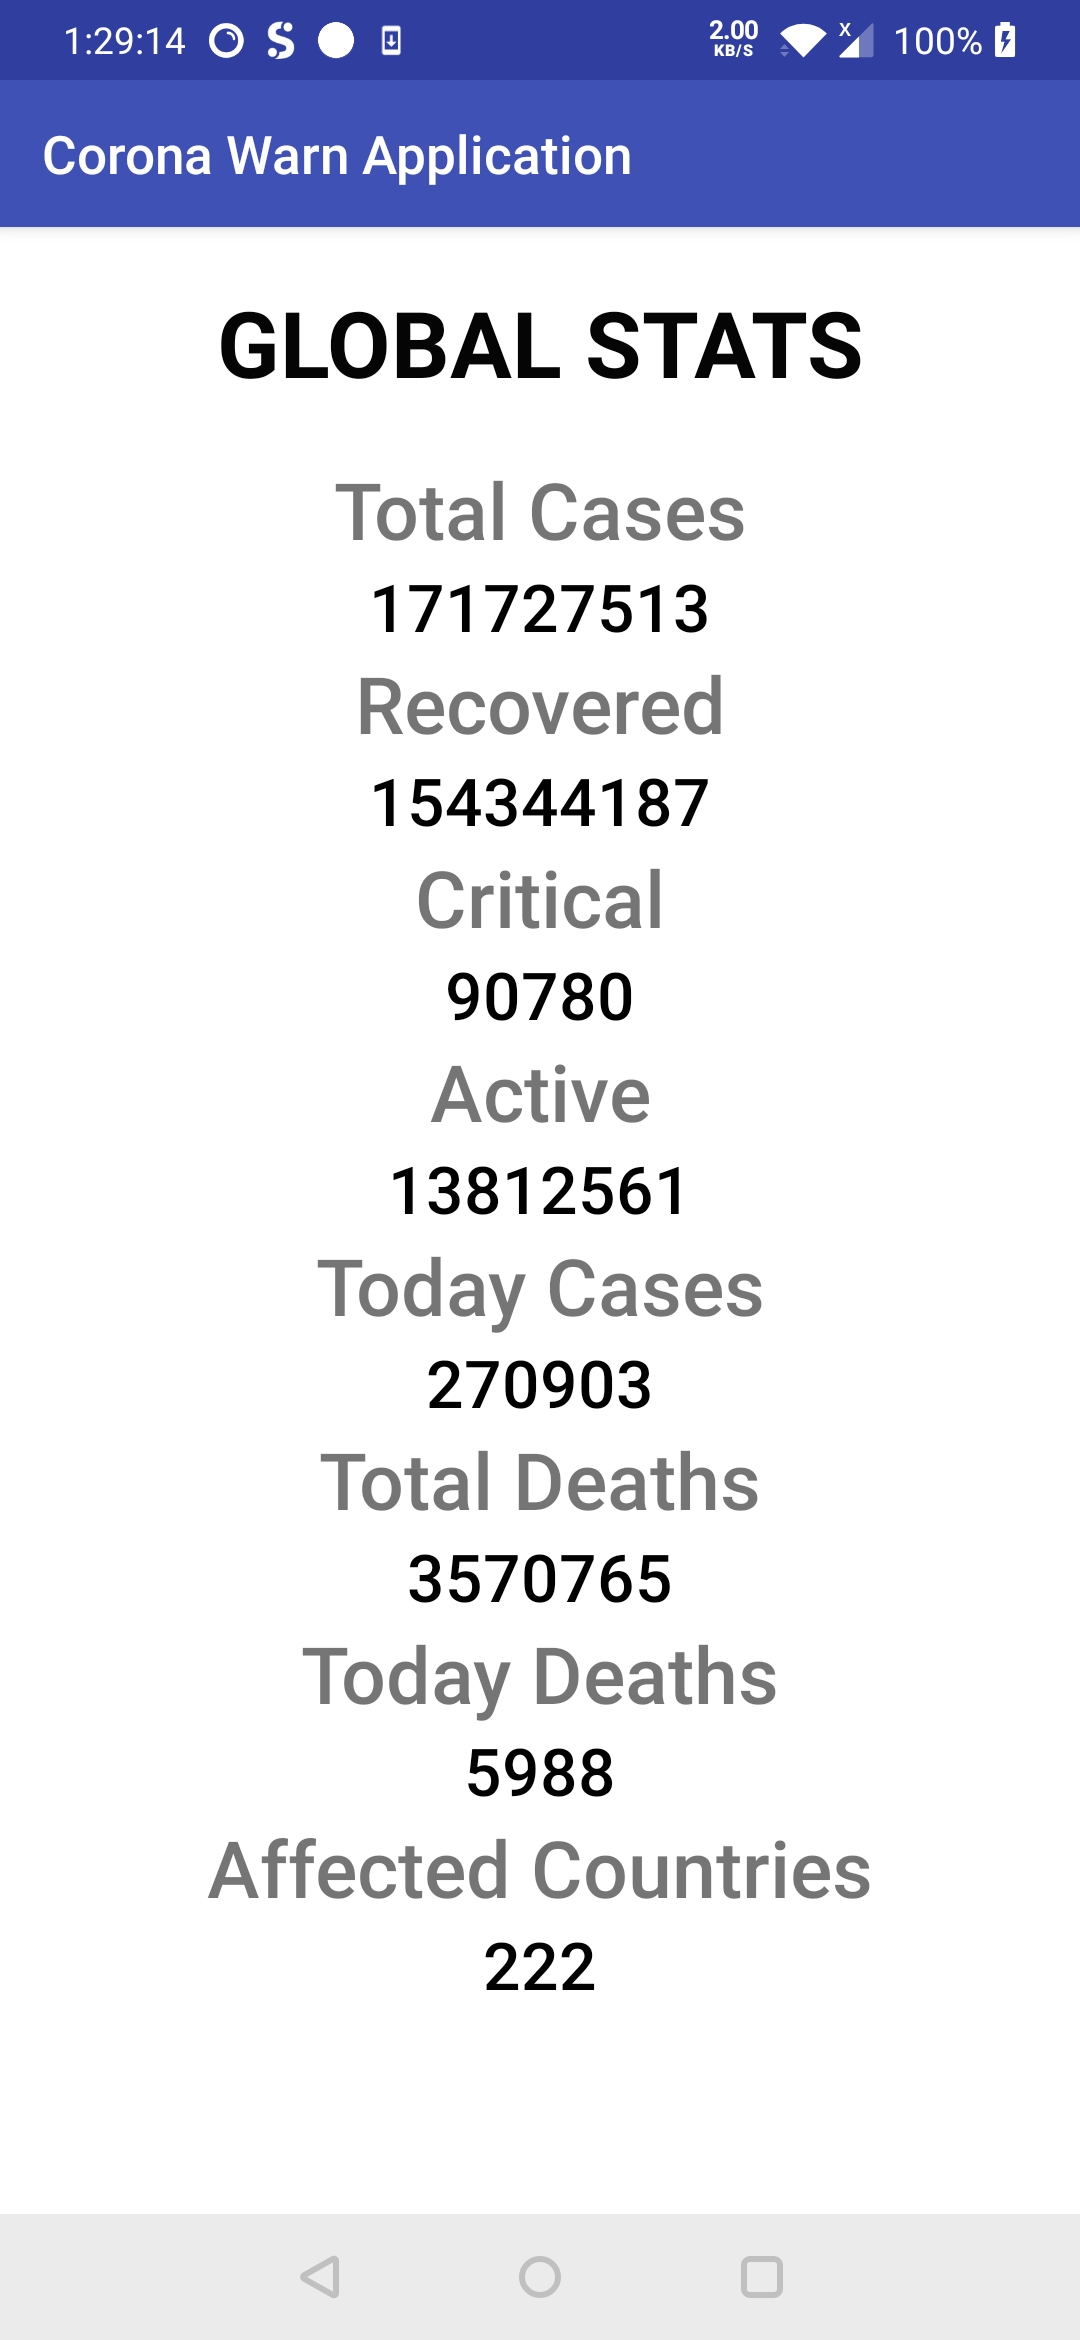 1:29:14 2.00 KB/S X 100%
Corona Warn Application
GLOBAL STATS
Total Cases
171727513
Recovered
154344187
Critical
90780
Active
13812561
Today Cases
270903
Total Deaths
3570765
Today Deaths
5988
Affected Countries
222